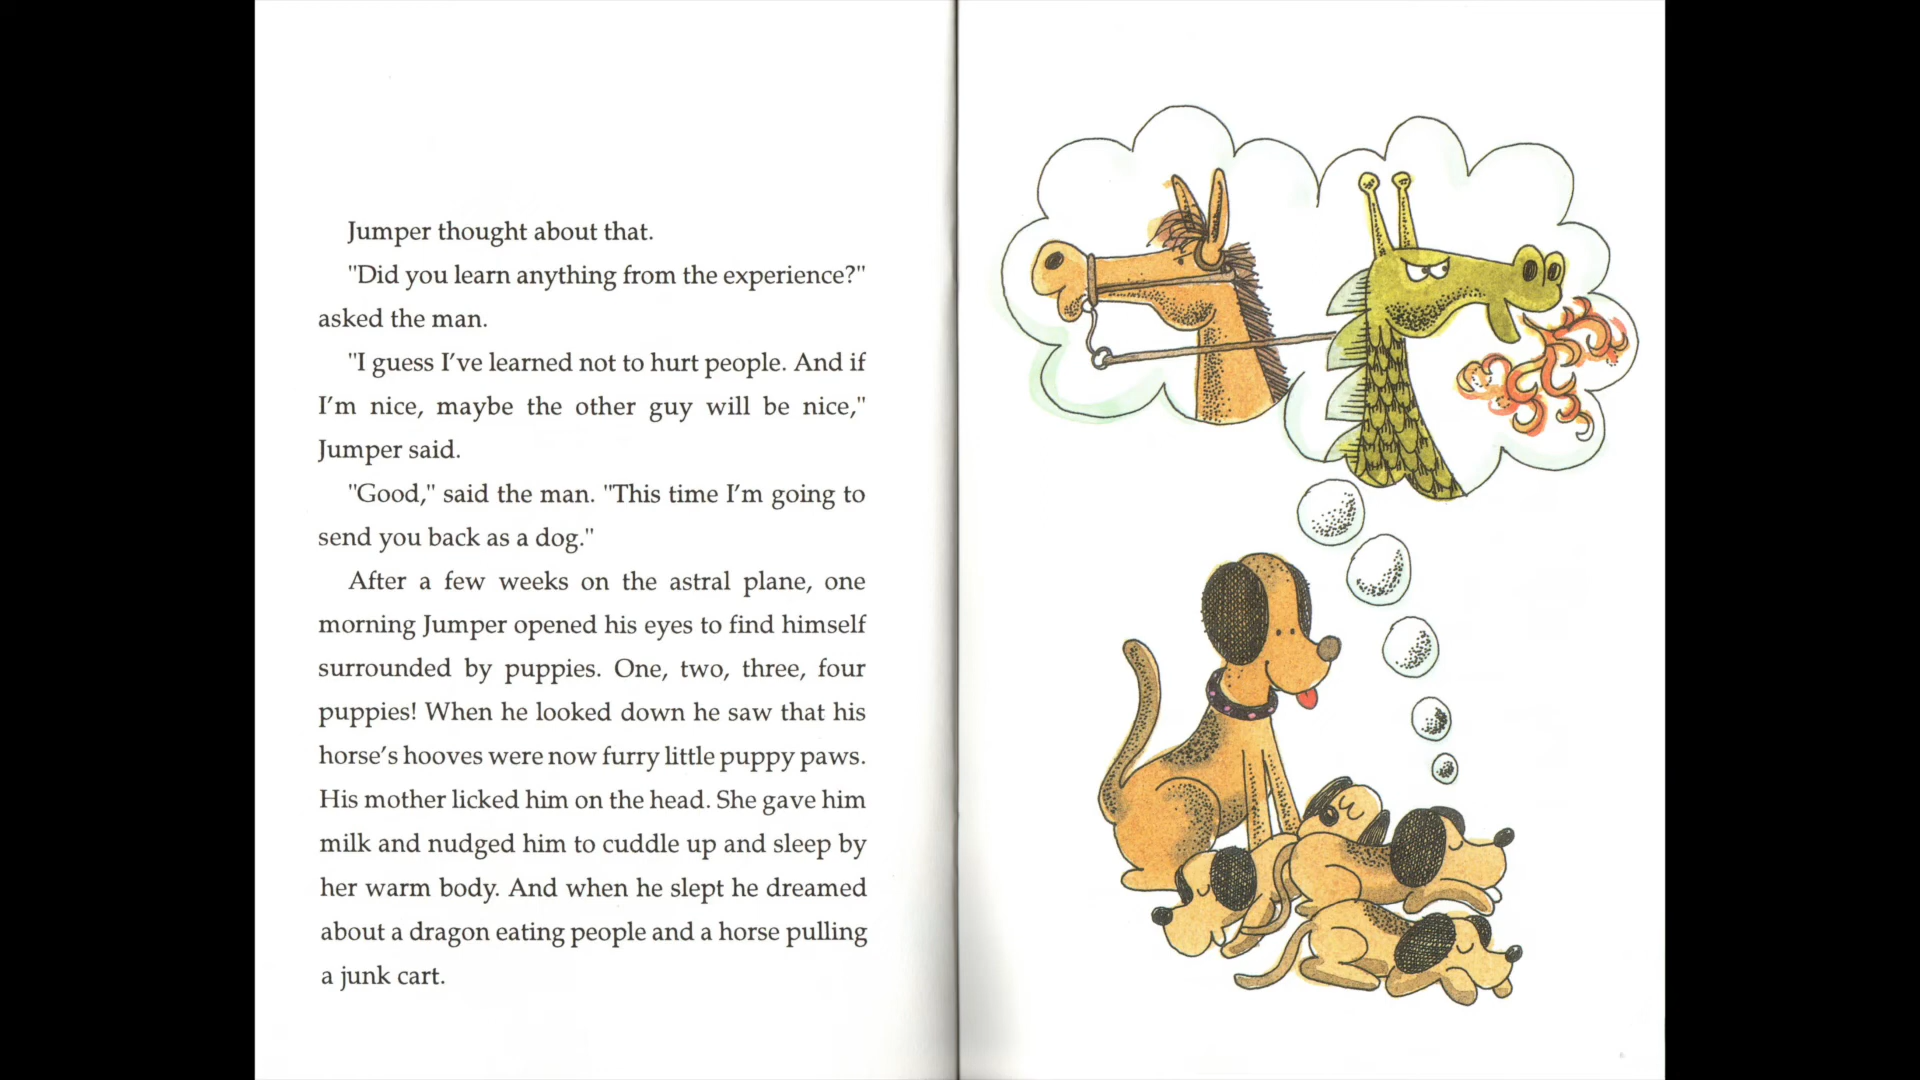 Jumper thought about that.
"Did you learn anything from the experience?"
asked the man.
"I guess I've learned not to hurt people. And if
I'm nice, maybe the other guy will be nice,"
Jumper said.
"Good," said the man. "This time I'm going to
send you back as a dog."
After a few weeks on the astral plane, one
morning Jumper opened his eyes to find himself
surrounded by puppies. One, two, three, four
puppies! When he looked down he saw that his
horse's hooves were now furry little puppy paws.
His mother licked him on the head. She gave him
milk and nudged him to cuddle up and sleep by
her warm body. And when he slept he dreamed
about a dragon eating people and a horse pulling
a junk cart.